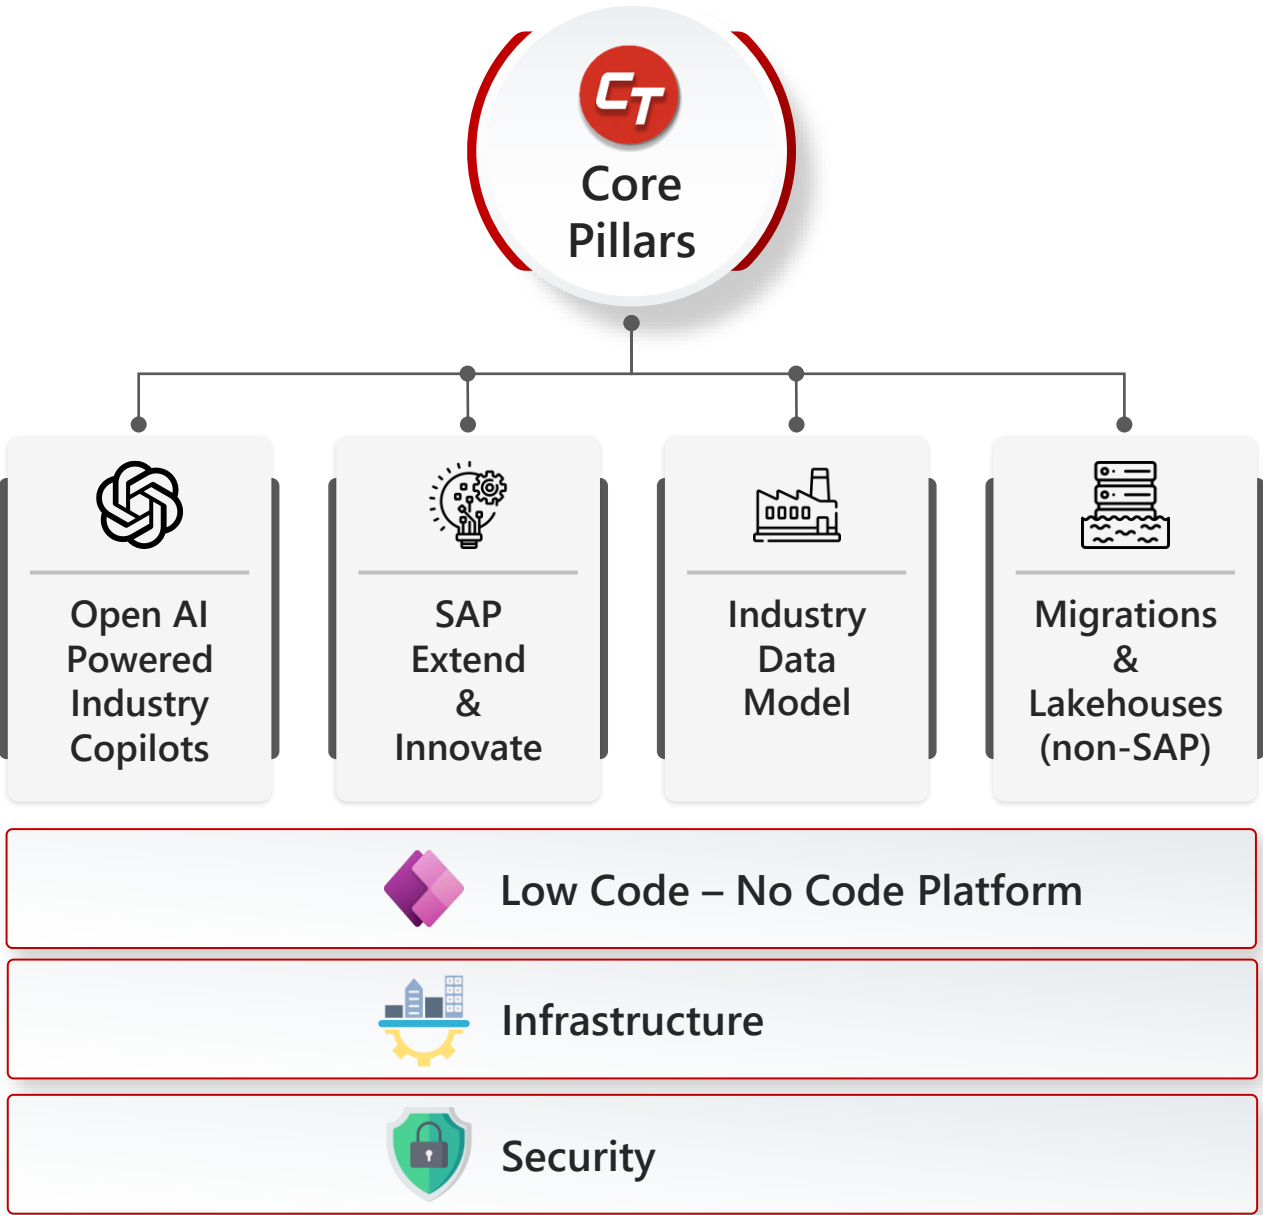 CT
Core
Pillars
Open AI
Powered
Industry
Copilots
SAP
Extend
&
Innovate
Industry
Data
Model
Migrations
&
Lakehouses
(non-SAP)
Low Code – No Code Platform
Infrastructure
Security